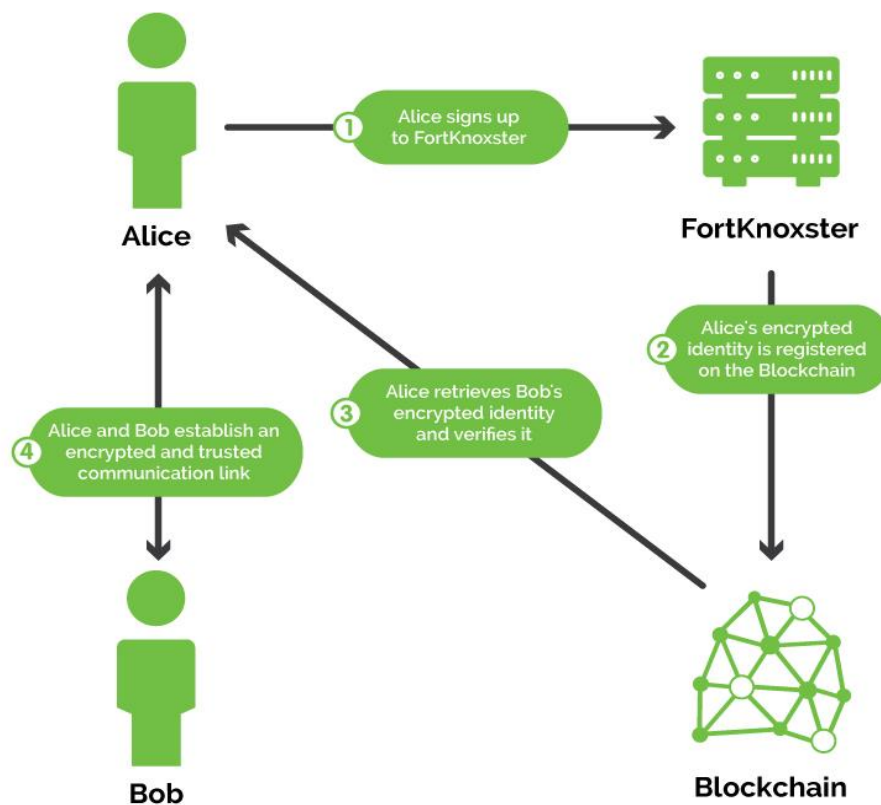 1
Alice signs up
to FortKnoxster
Alice
FortKnoxster
2
Alice's encrypted
identity is registered
on the Blockchain
3
Alice retrieves Bob's
encrypted identity
and verifies it
4
Alice and Bob establish an
encrypted and trusted
communication link
Bob
Blockchain